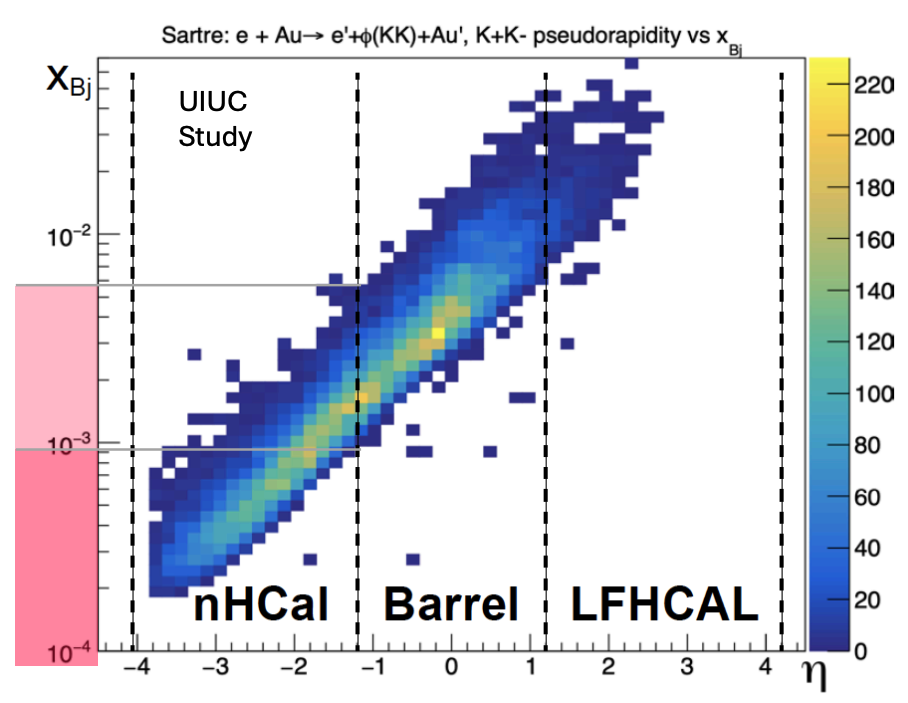 Sartre: e + Au→ e'+ϕ(KK)+Au', K+K- pseudorapidity vs x_Bj
x_Bj
UIUC
Study
10⁻²
10⁻³
10⁻⁴
nHCal Barrel LFHCAL
−4 −3 −2 −1 0 1 2 3 4 η
220
200
180
160
140
120
100
80
60
40
20
0